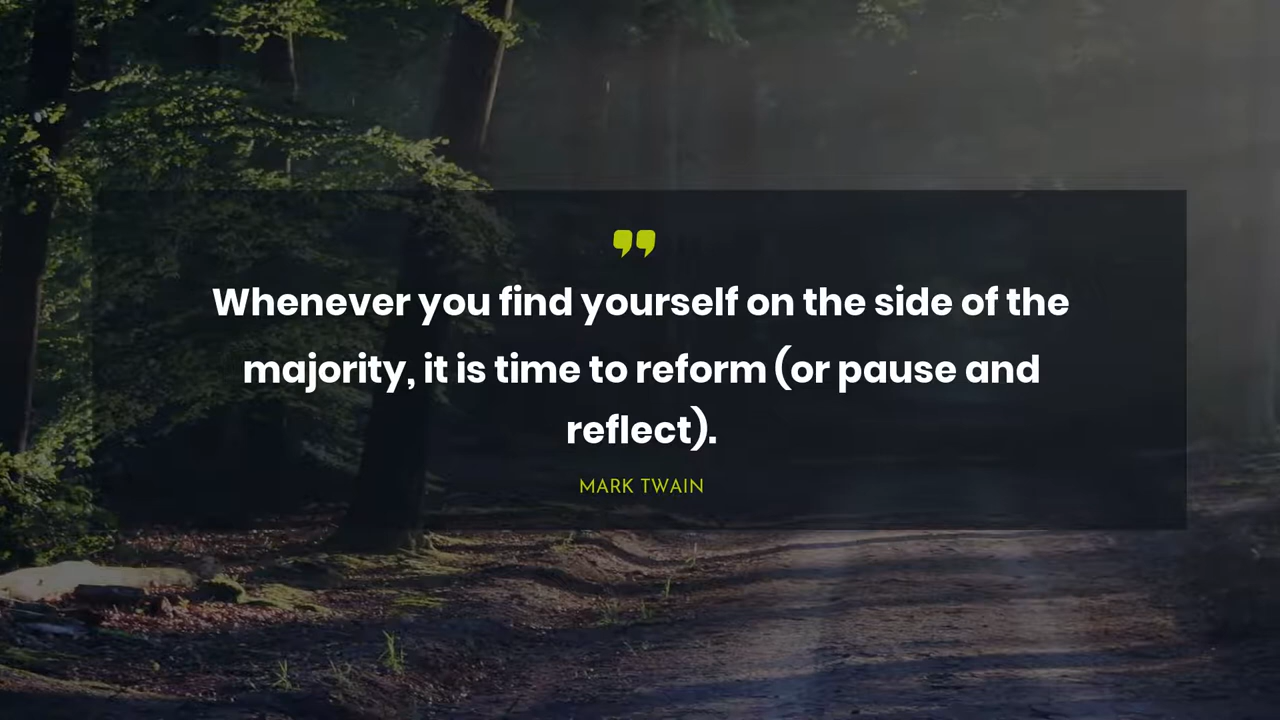 Whenever you find yourself on the side of the
majority, it is time to reform (or pause and
reflect).
MARK TWAIN